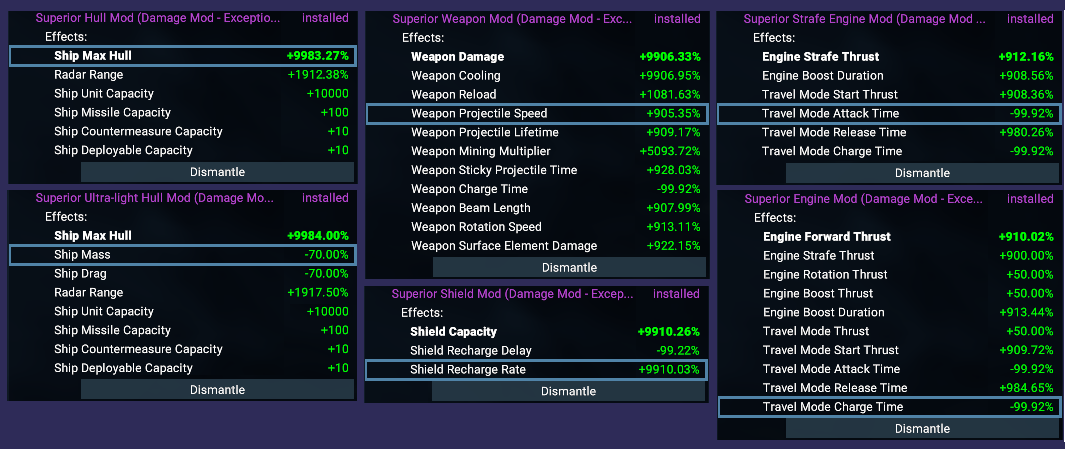 Superior Hull Mod (Damage Mod - Exceptio... installed
Effects:
Ship Max Hull +9983.27%
Radar Range +1912.38%
Ship Unit Capacity +10000
Ship Missile Capacity +100
Ship Countermeasure Capacity +10
Ship Deployable Capacity +10
Dismantle
Superior Ultra-light Hull Mod (Damage Mo... installed
Effects:
Ship Max Hull +9984.00%
Ship Mass -70.00%
Ship Drag -70.00%
Radar Range +1917.50%
Ship Unit Capacity +10000
Ship Missile Capacity +100
Ship Countermeasure Capacity +10
Ship Deployable Capacity +10
Dismantle
Superior Weapon Mod (Damage Mod - Exc... installed
Effects:
Weapon Damage +9906.33%
Weapon Cooling +9906.95%
Weapon Reload +1081.63%
Weapon Projectile Speed +905.35%
Weapon Projectile Lifetime +909.17%
Weapon Mining Multiplier +5093.72%
Weapon Sticky Projectile Time +928.03%
Weapon Charge Time -99.92%
Weapon Beam Length +907.99%
Weapon Rotation Speed +913.11%
Weapon Surface Element Damage +922.15%
Dismantle
Superior Shield Mod (Damage Mod - Excep... installed
Effects:
Shield Capacity +9910.26%
Shield Recharge Delay -99.22%
Shield Recharge Rate +9910.03%
Dismantle
Superior Strafe Engine Mod (Damage Mod ... installed
Effects:
Engine Strafe Thrust +912.16%
Engine Boost Duration +908.56%
Travel Mode Start Thrust +908.36%
Travel Mode Attack Time -99.92%
Travel Mode Release Time +980.26%
Travel Mode Charge Time -99.92%
Dismantle
Superior Engine Mod (Damage Mod - Exce... installed
Effects:
Engine Forward Thrust +910.02%
Engine Strafe Thrust +900.00%
Engine Rotation Thrust +50.00%
Engine Boost Thrust +50.00%
Engine Boost Duration +913.44%
Travel Mode Thrust +50.00%
Travel Mode Start Thrust +909.72%
Travel Mode Attack Time -99.92%
Travel Mode Release Time +984.65%
Travel Mode Charge Time -99.92%
Dismantle